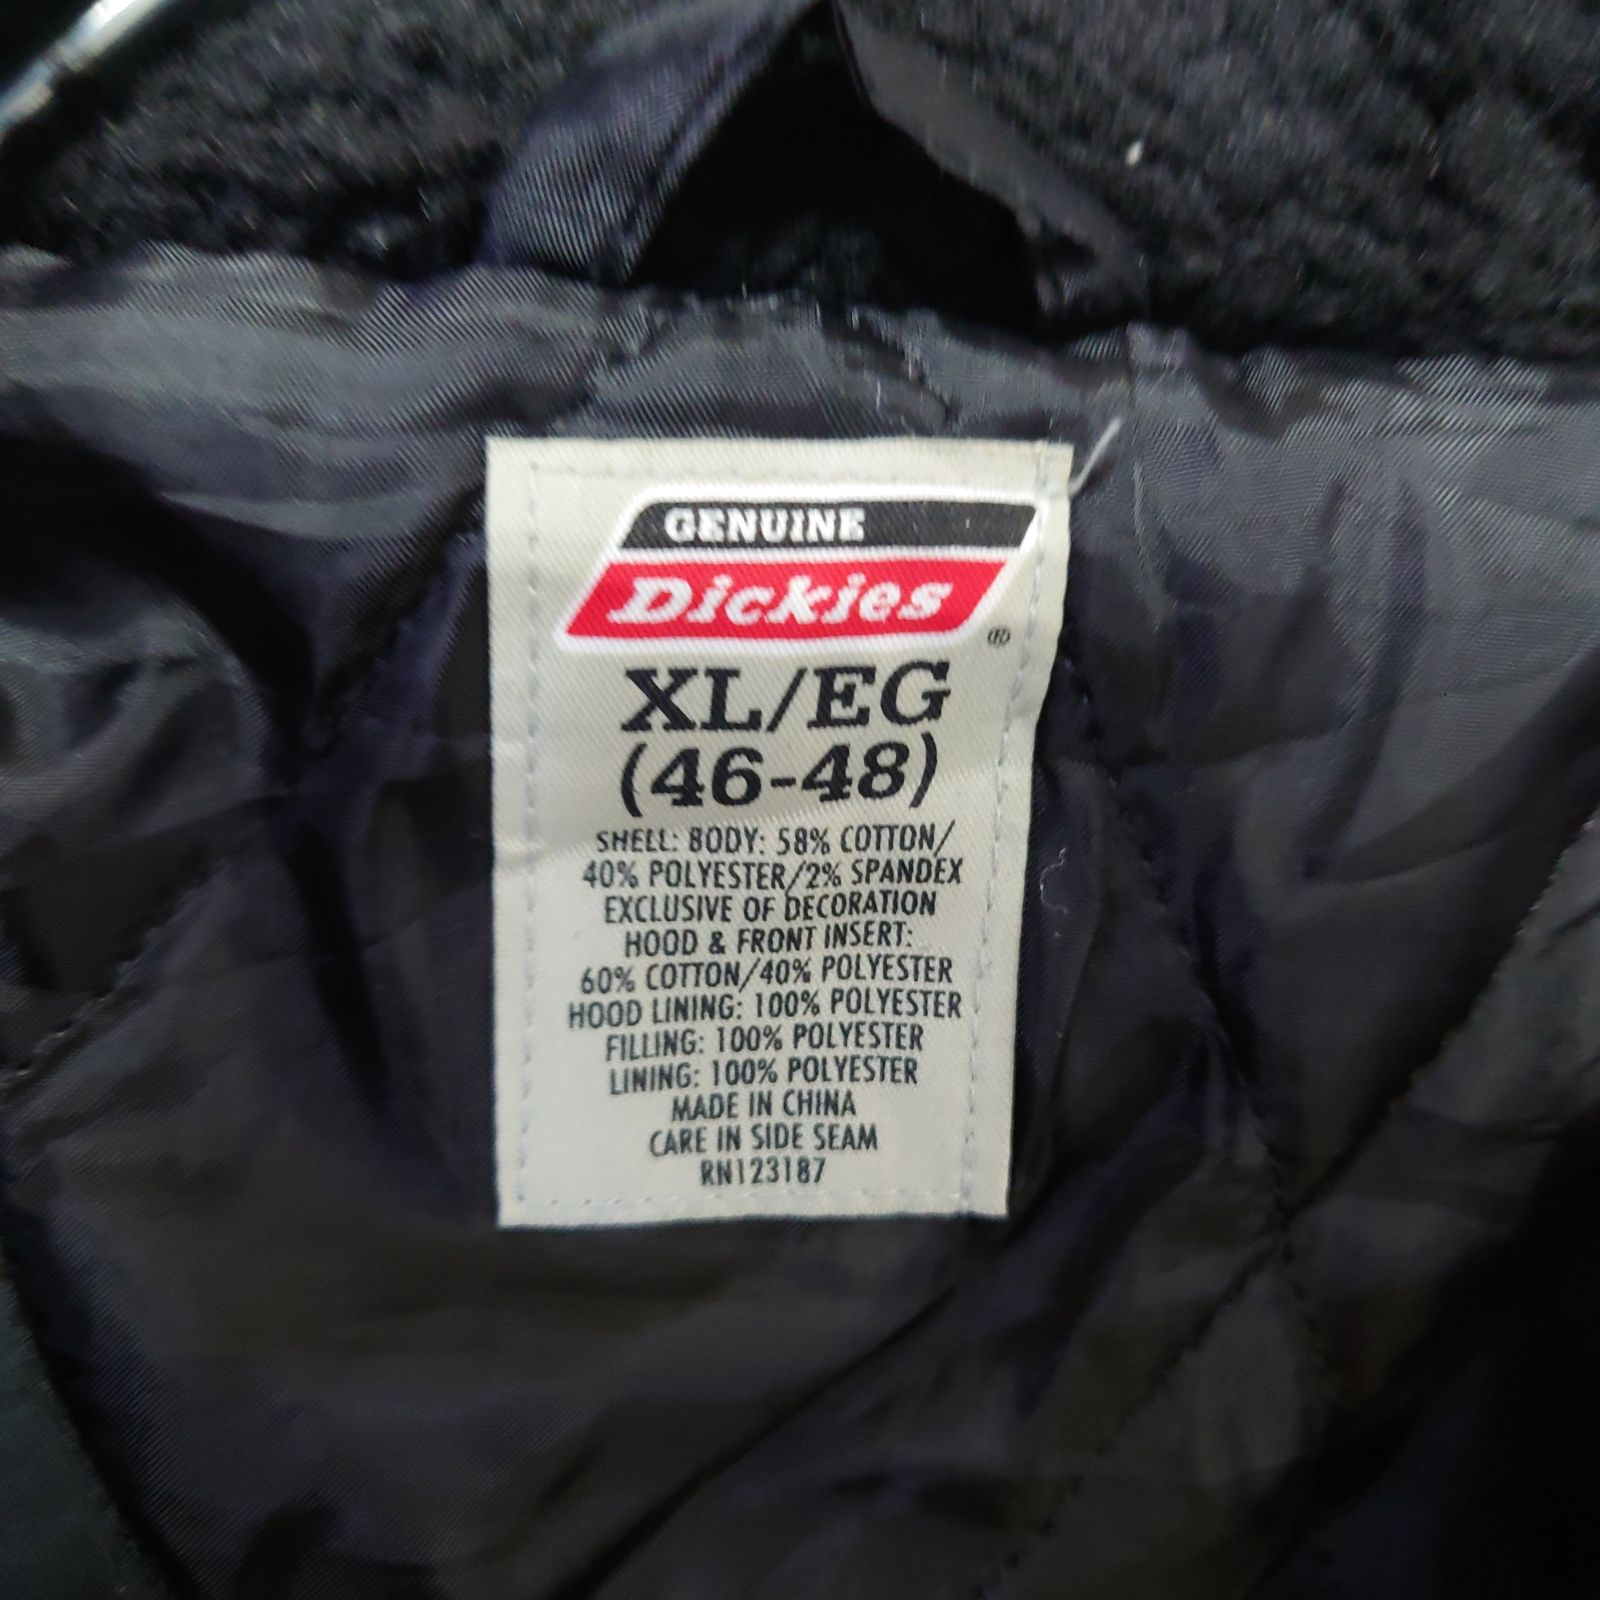 GENUINE
Dickies
®
XL/EG
(46-48)
SHELL: BODY: 58% COTTON/
40% POLYESTER/2% SPANDEX
EXCLUSIVE OF DECORATION
HOOD & FRONT INSERT:
60% COTTON/40% POLYESTER
HOOD LINING: 100% POLYESTER
FILLING: 100% POLYESTER
LINING: 100% POLYESTER
MADE IN CHINA
CARE IN SIDE SEAM
RN123187